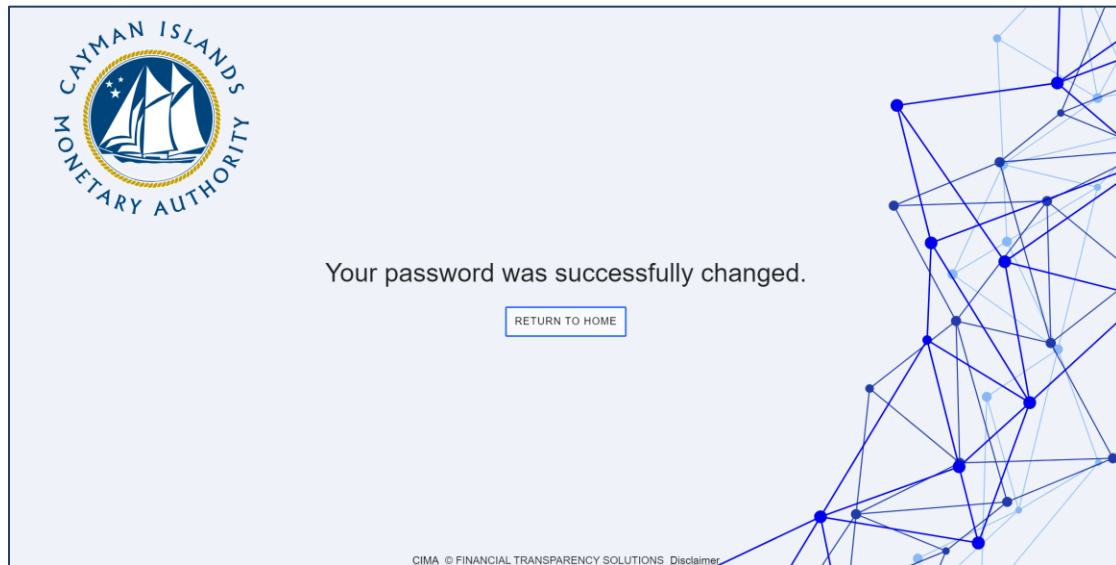 CAYMAN ISLANDS
MONETARY AUTHORITY
Your password was successfully changed.
RETURN TO HOME
CIMA © FINANCIAL TRANSPARENCY SOLUTIONS Disclaimer